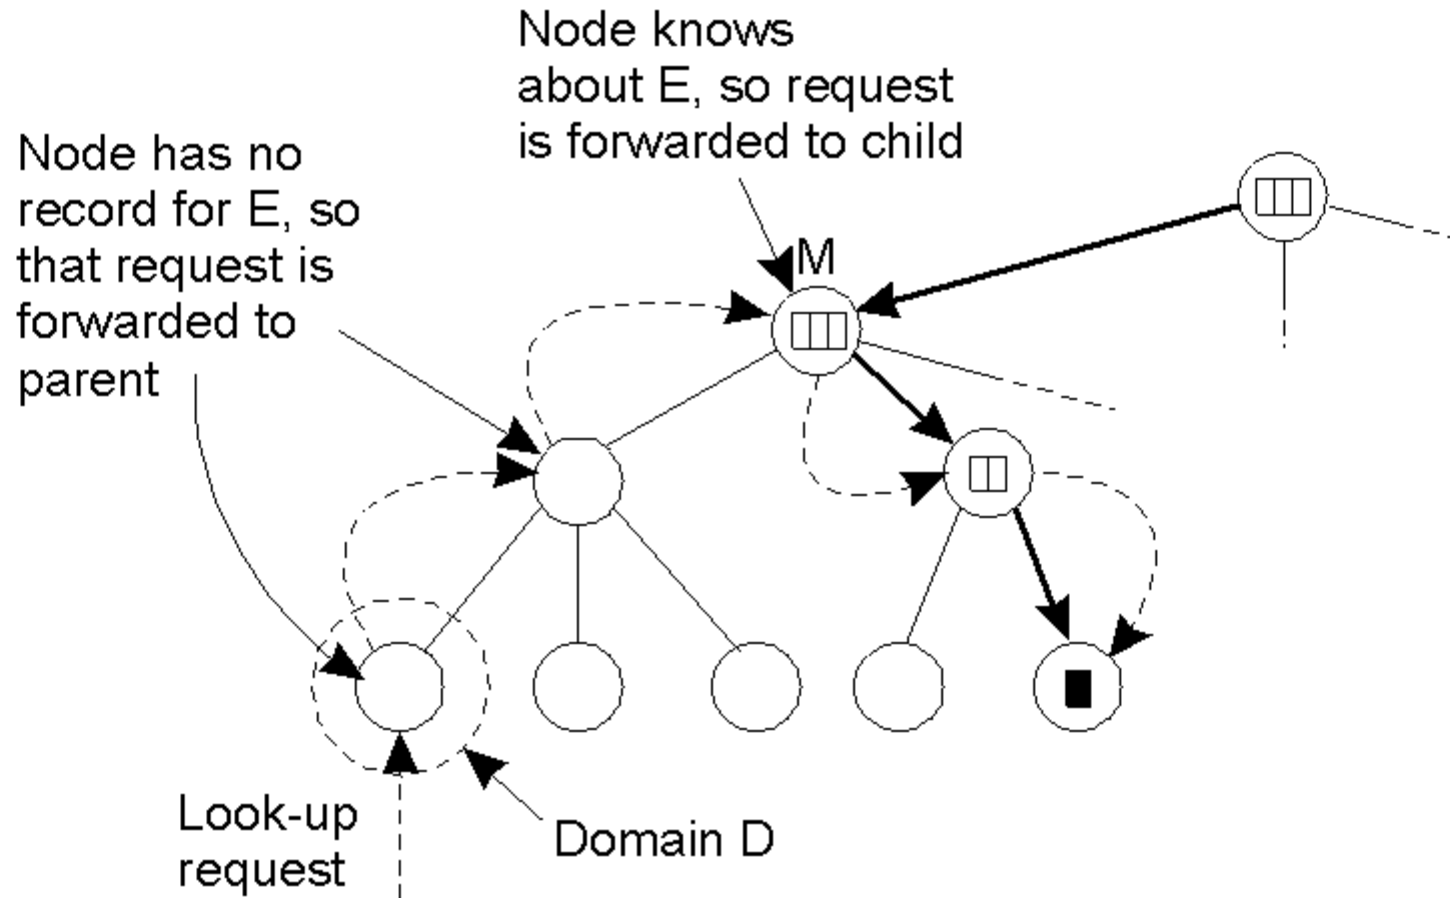 Node knows
about E, so request
is forwarded to child
Node has no
record for E, so
that request is
forwarded to
parent
M
Look-up
request
Domain D